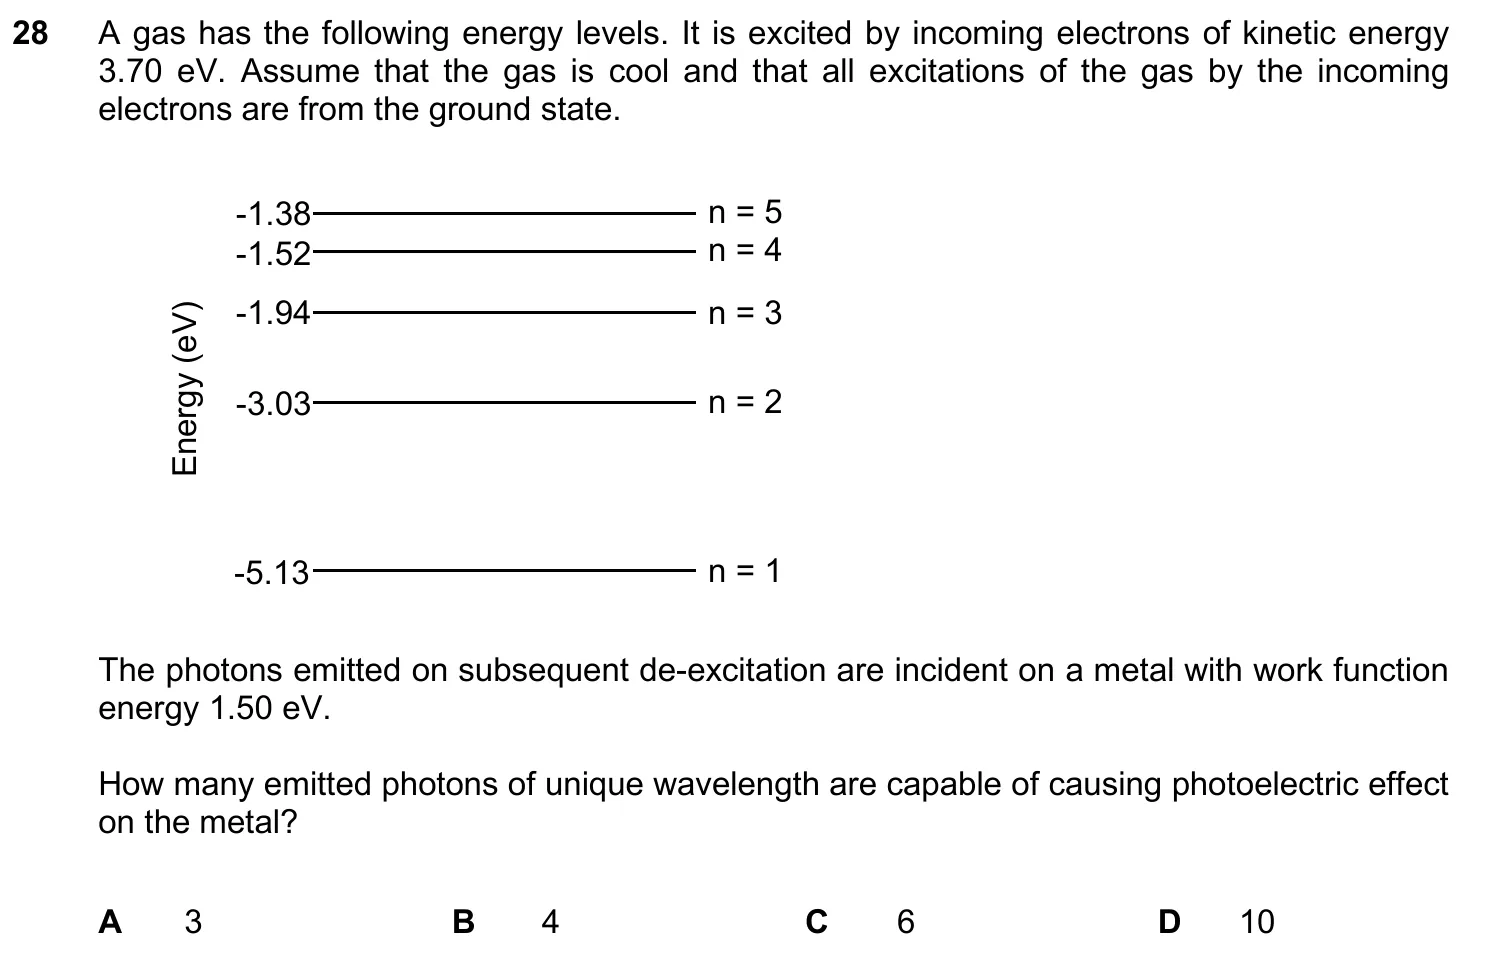 28 A gas has the following energy levels. It is excited by incoming electrons of kinetic energy
3.70 eV. Assume that the gas is cool and that all excitations of the gas by the incoming
electrons are from the ground state.
-1.38 n = 5
-1.52 n = 4
-1.94 n = 3
Energy (eV)
-3.03 n = 2
-5.13 n = 1
The photons emitted on subsequent de-excitation are incident on a metal with work function
energy 1.50 eV.
How many emitted photons of unique wavelength are capable of causing photoelectric effect
on the metal?
A 3 B 4 C 6 D 10